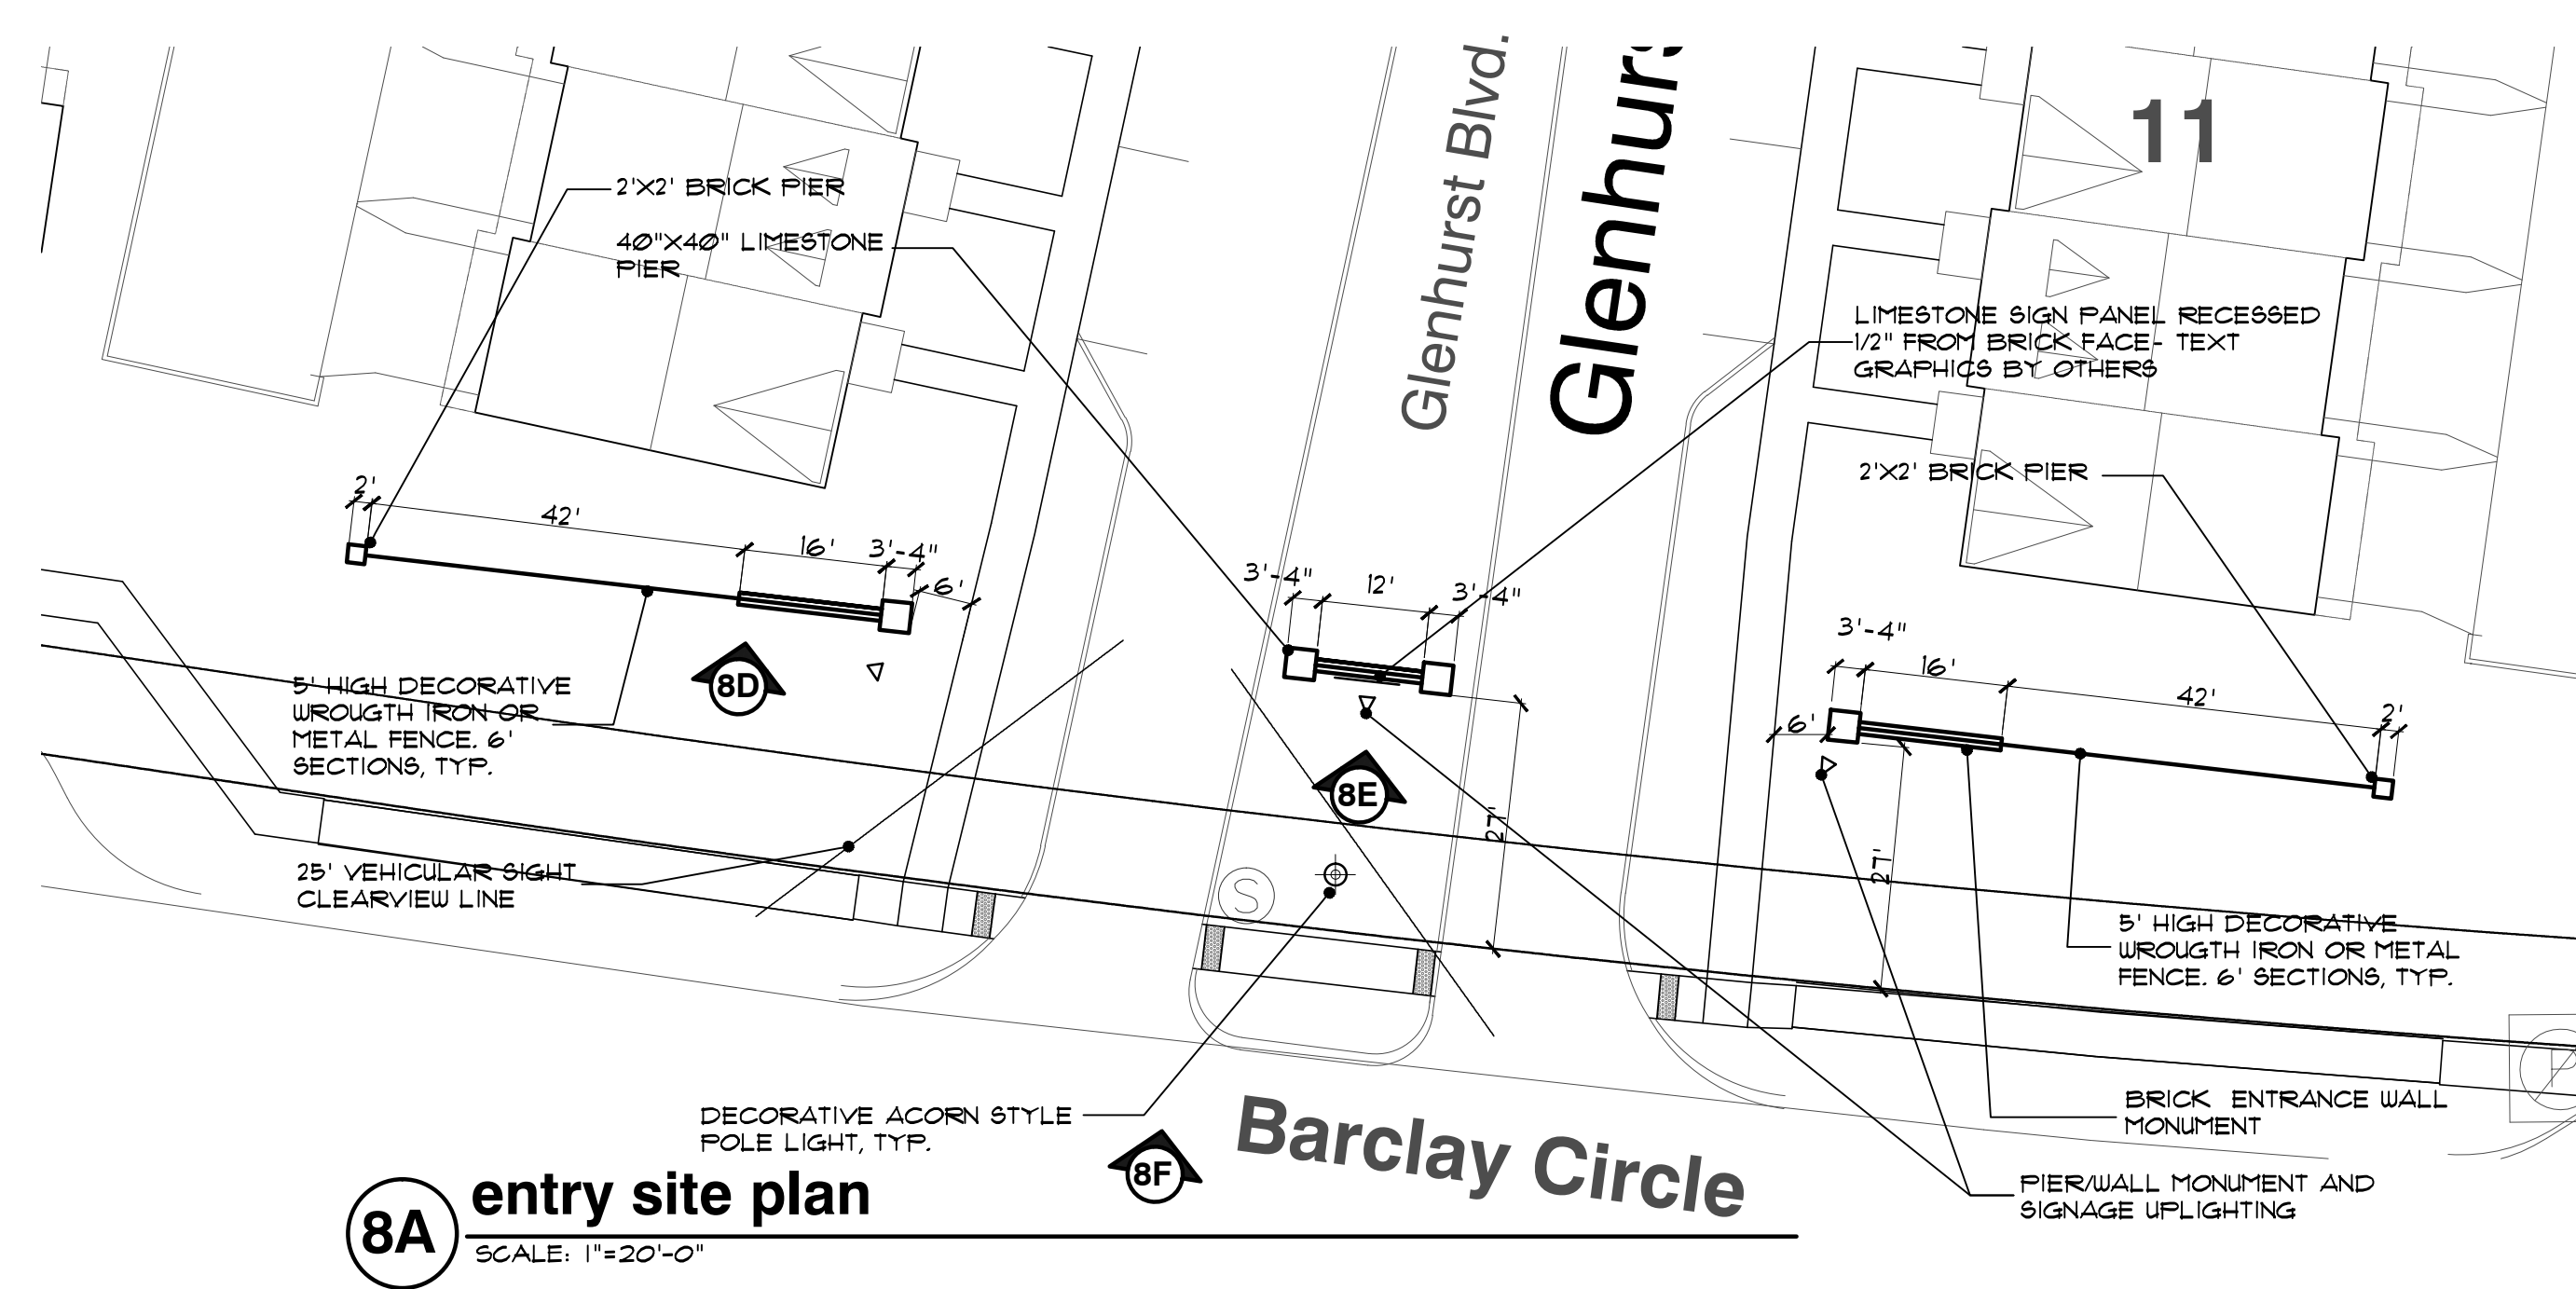 Glenhurst Blvd.
Glenhurs
11
2'X2' BRICK PIER
40"X40" LIMESTONE
PIER
LIMESTONE SIGN PANEL RECESSED
1/2" FROM BRICK FACE- TEXT
GRAPHICS BY OTHERS
2'X2' BRICK PIER
2'
42'
16'
3'-4"
6'
3'-4"
12'
3'-4"
3'-4"
16'
42'
2'
6'
8D
5' HIGH DECORATIVE
WROUGTH IRON OR
METAL FENCE. 6'
SECTIONS, TYP.
8E
27'
27'
25' VEHICULAR SIGHT
CLEARVIEW LINE
S
5' HIGH DECORATIVE
WROUGTH IRON OR METAL
FENCE. 6' SECTIONS, TYP.
P
DECORATIVE ACORN STYLE
POLE LIGHT, TYP.
8F
Barclay Circle
BRICK  ENTRANCE WALL
MONUMENT
PIER/WALL MONUMENT AND
SIGNAGE UPLIGHTING
8A
entry site plan
SCALE: 1"=20'-0"